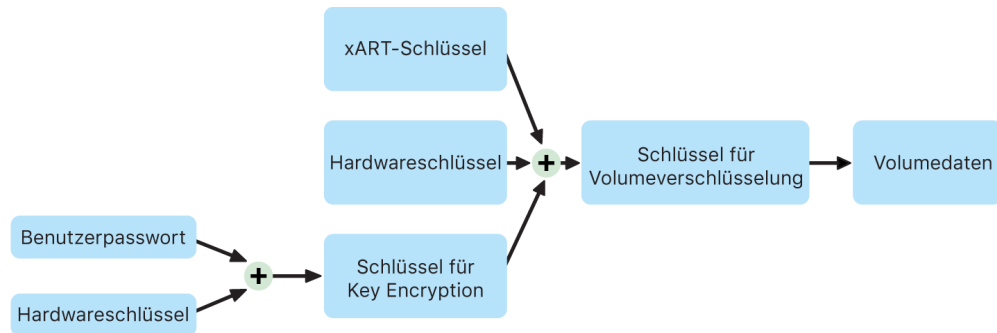 xART-Schlüssel
Hardwareschlüssel
+
Schlüssel für
Volumeverschlüsselung
Volumedaten
Benutzerpasswort
+
Schlüssel für
Key Encryption
Hardwareschlüssel